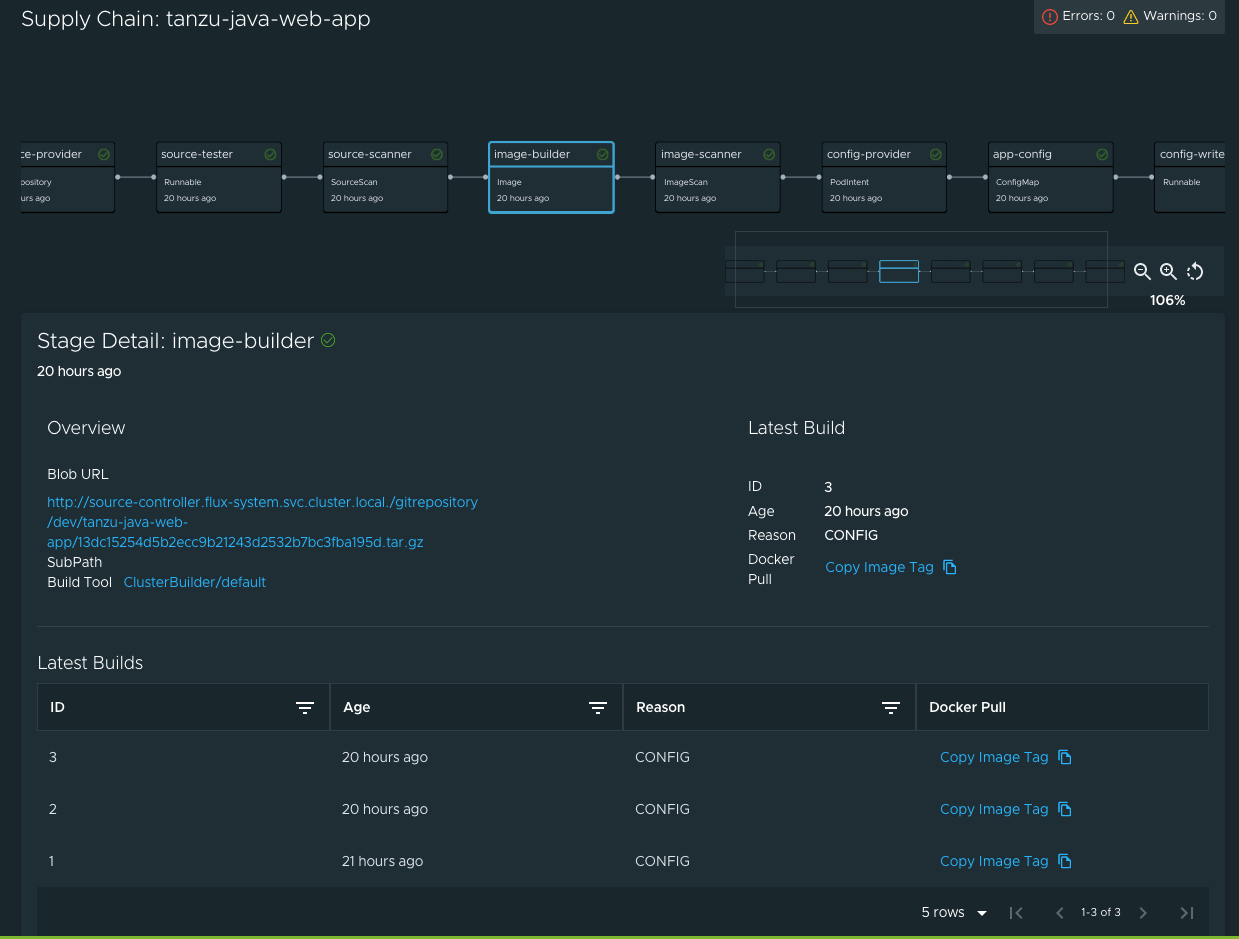 Supply Chain: tanzu-java-web-app
Errors: 0 Warnings: 0
ce-provider
source-tester
source-scanner
image-builder
image-scanner
config-provider
app-config
config-write
pository
Runnable
SourceScan
Image
ImageScan
PodIntent
ConfigMap
Runnable
urs ago
20 hours ago
20 hours ago
20 hours ago
20 hours ago
20 hours ago
20 hours ago
106%
Stage Detail: image-builder
20 hours ago
Overview
Blob URL
http://source-controller.flux-system.svc.cluster.local./gitrepository
/dev/tanzu-java-web-
app/13dc15254d5b2ecc9b21243d2532b7bc3fba195d.tar.gz
SubPath
Build Tool ClusterBuilder/default
Latest Build
ID 3
Age 20 hours ago
Reason CONFIG
Docker
Pull
Copy Image Tag
Latest Builds
ID Age Reason Docker Pull
3 20 hours ago CONFIG Copy Image Tag
2 20 hours ago CONFIG Copy Image Tag
1 21 hours ago CONFIG Copy Image Tag
5 rows 1-3 of 3